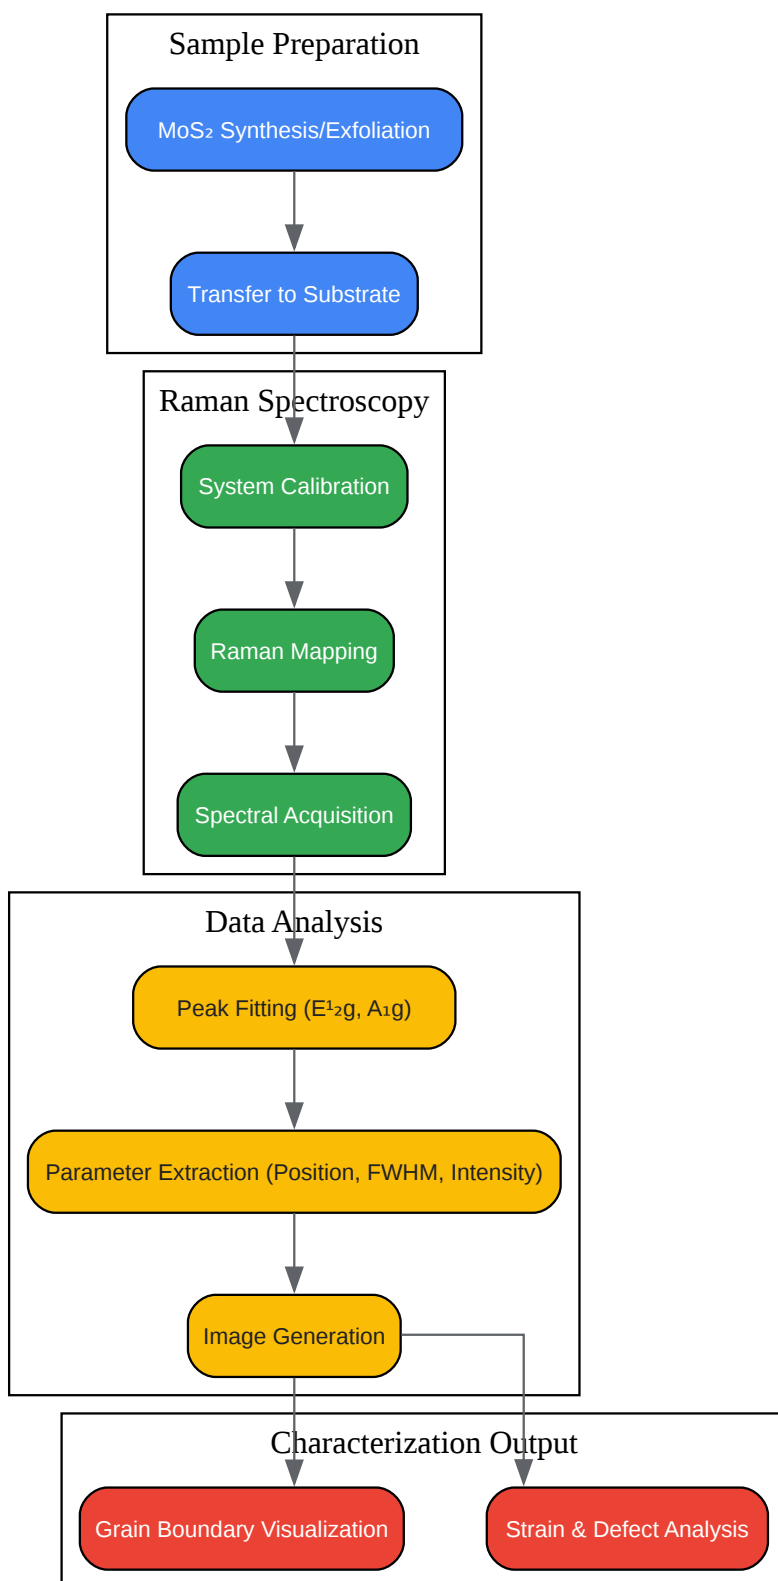 Sample Preparation
MoS₂ Synthesis/Exfoliation
Transfer to Substrate
Raman Spectroscopy
System Calibration
Raman Mapping
Spectral Acquisition
Data Analysis
Peak Fitting (E¹₂g, A₁g)
Parameter Extraction (Position, FWHM, Intensity)
Image Generation
Characterization Output
Grain Boundary Visualization
Strain & Defect Analysis